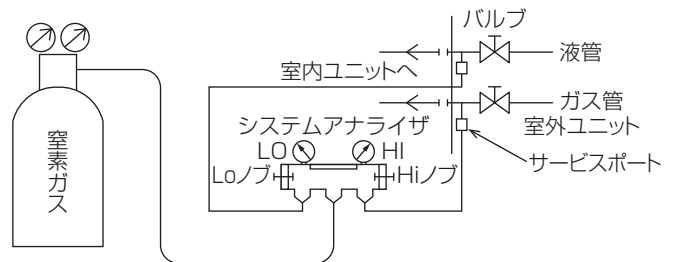 バルブ
液管
室内ユニットへ
ガス管
室外ユニット
システムアナライザ
LO
HI
サービスポート
Loノブ
Hiノブ
窒素ガス